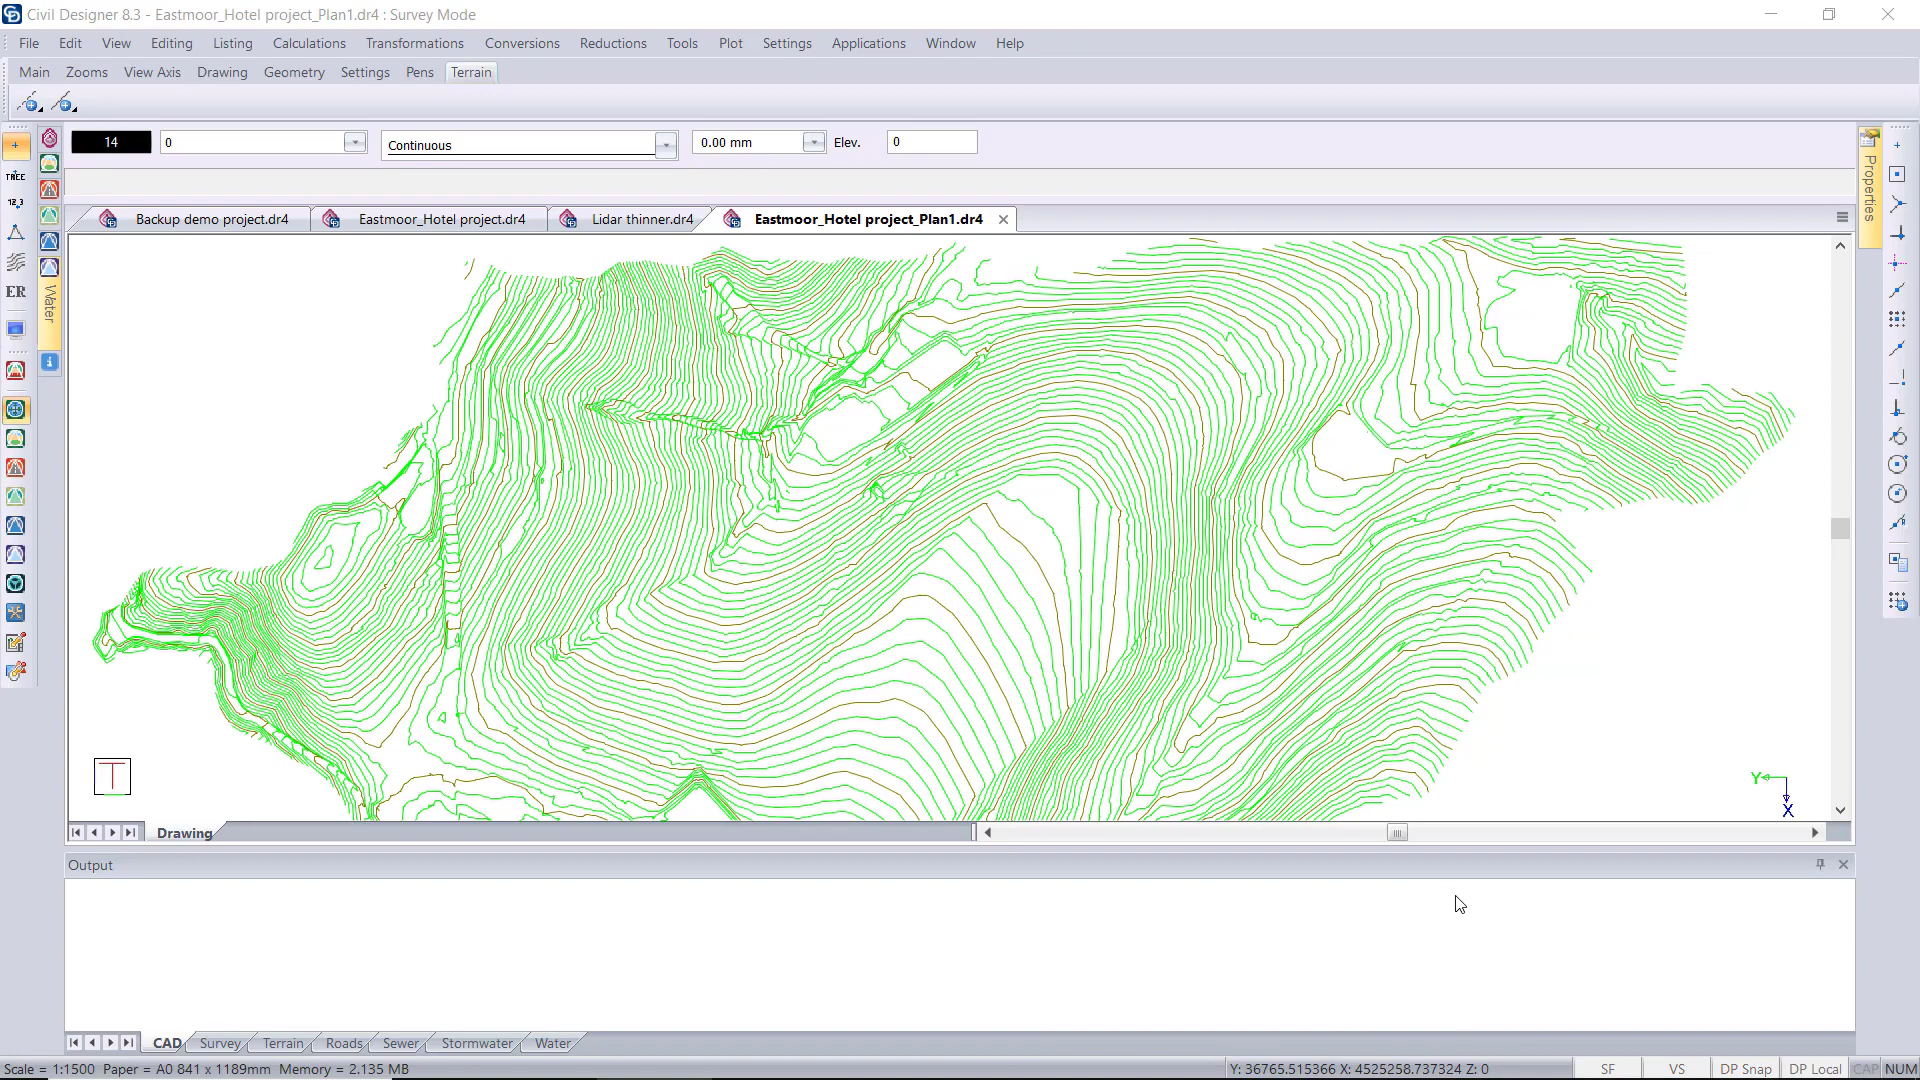 Civil Designer 8.3 - Eastmoor_Hotel project_Plan1.dr4 : Survey Mode
File Edit View Editing Listing Calculations Transformations Conversions Reductions Tools Plot Settings Applications Window Help
Main Zooms View Axis Drawing Geometry Settings Pens Terrain
14 0 Continuous 0.00 mm Elev. 0
TREE
12.3
ER
Water
Properties
Backup demo project.dr4 Eastmoor_Hotel project.dr4 Lidar thinner.dr4 Eastmoor_Hotel project_Plan1.dr4
T
Y
X
Drawing
Output
CAD Survey Terrain Roads Sewer Stormwater Water
Scale = 1:1500 Paper = A0 841 x 1189mm Memory = 2.135 MB Y: 36765.515366 X: 4525258.737324 Z: 0 SF VS DP Snap DP Local CAP NUM